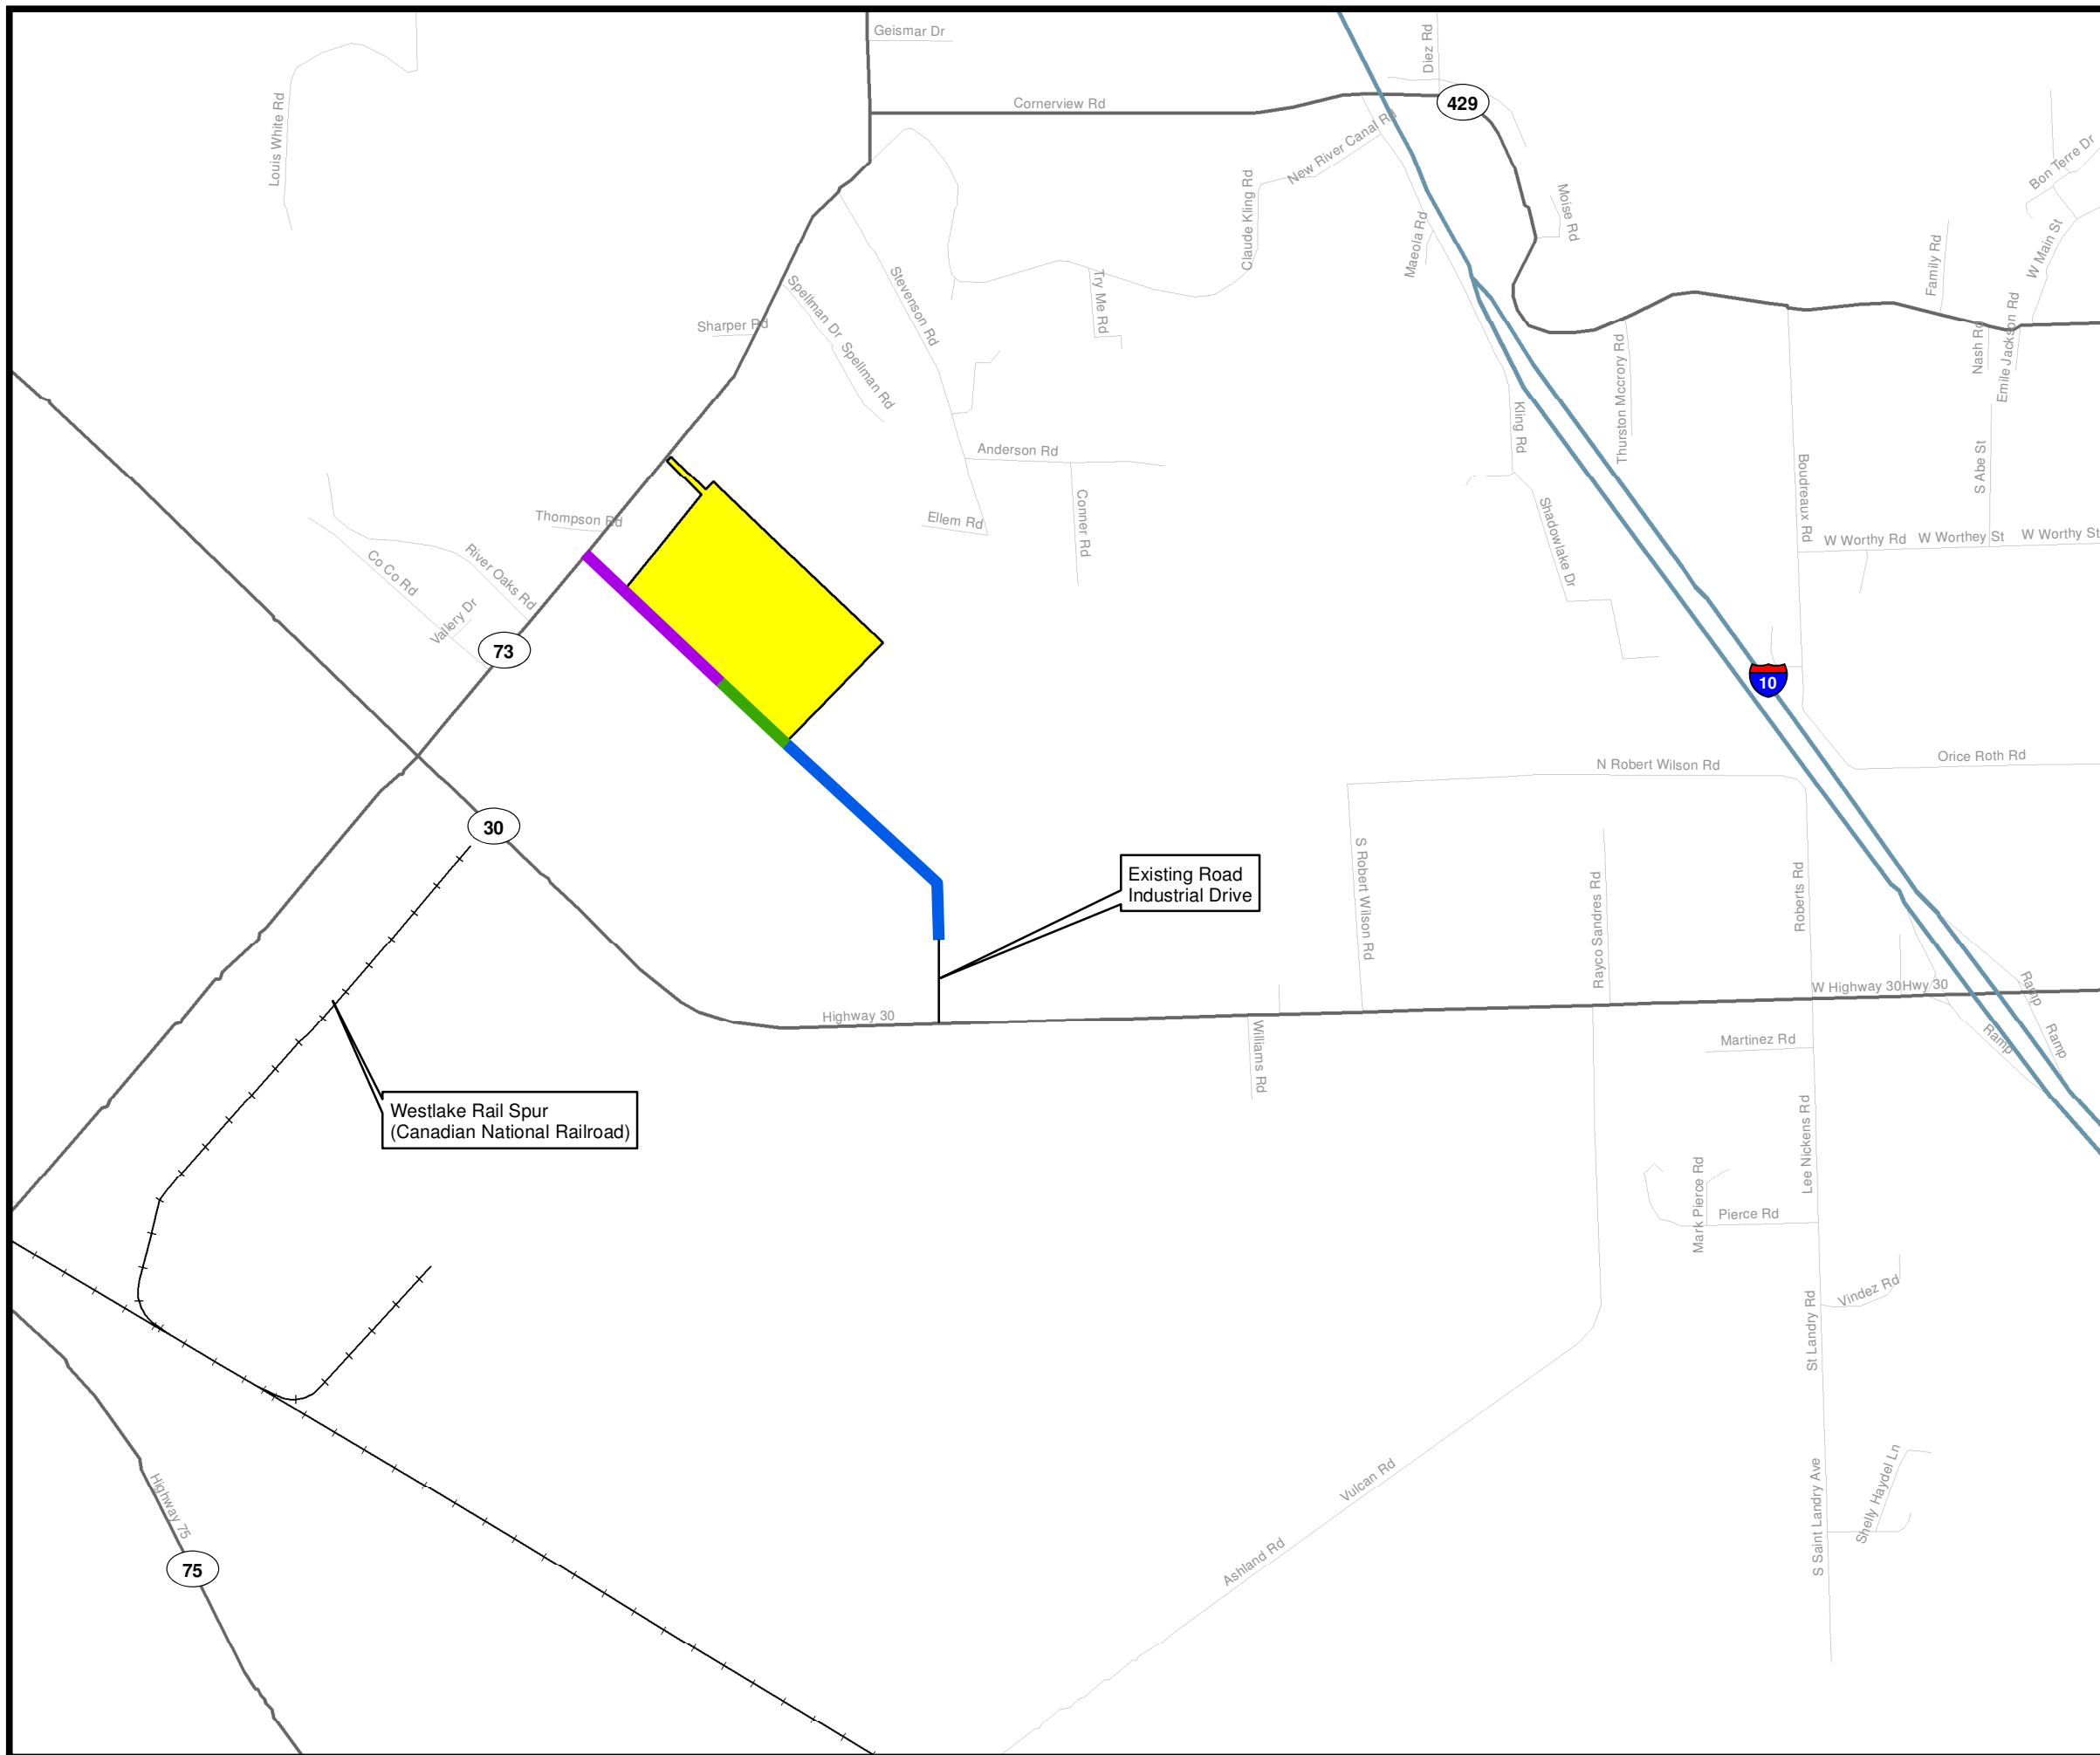 Geismar Dr
Diez Rd
Cornerview Rd
429
Louis White Rd
New River Canal Rd
Bon Terre Dr
Claude Kling Rd
Maeola Rd
Moise Rd
W Main St
Family Rd
Stevenson Rd
Spellman Dr
Try Me Rd
Sharper Rd
Spellman Rd
Nash Rd
Emile Jackson Rd
Thurston Mccrory Rd
Kling Rd
Anderson Rd
S Abe St
Boudreaux Rd
Conner Rd
Thompson Rd
Ellem Rd
Shadowlake Dr
W Worthy Rd
W Worthey St
W Worthy St
Co Co Rd
River Oaks Rd
Vallery Dr
73
10
Orice Roth Rd
N Robert Wilson Rd
30
Existing Road
Industrial Drive
S Robert Wilson Rd
Rayco Sandres Rd
Roberts Rd
W Highway 30
Hwy 30
Ramp
Highway 30
Williams Rd
Martinez Rd
Ramp
Ramp
Westlake Rail Spur
(Canadian National Railroad)
Lee Nickens Rd
Mark Pierce Rd
Pierce Rd
Vindez Rd
St Landry Rd
Highway 75
Vulcan Rd
Shelly Haydel Ln
S Saint Landry Ave
Ashland Rd
75